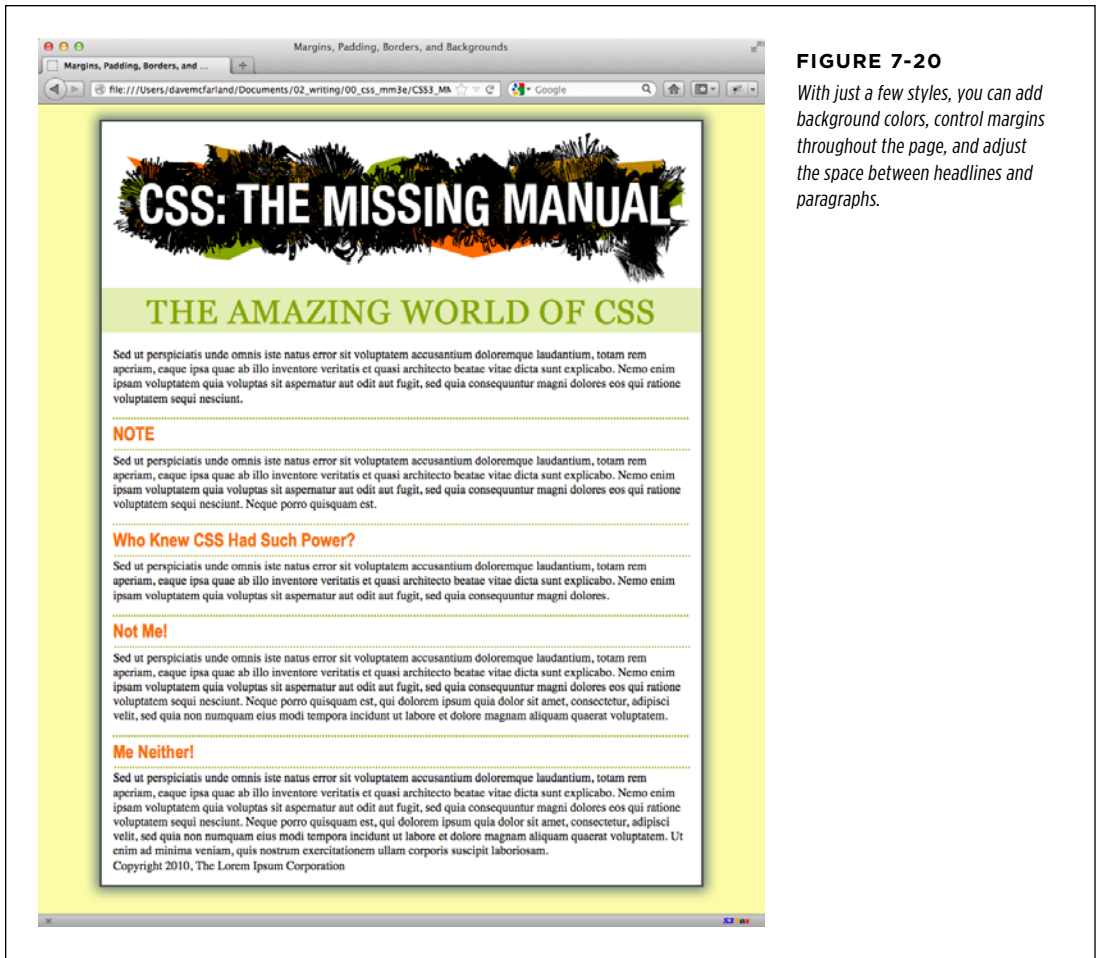 Margins, Padding, Borders, and Backgrounds
Margins, Padding, Borders, and ...
file:///Users/davemcfarland/Documents/02_writing/00_css_mm3e/CSS3_MM
Google
CSS: THE MISSING MANUAL
THE AMAZING WORLD OF CSS
Sed ut perspiciatis unde omnis iste natus error sit voluptatem accusantium doloremque laudantium, totam rem
aperiam, eaque ipsa quae ab illo inventore veritatis et quasi architecto beatae vitae dicta sunt explicabo. Nemo enim
ipsam voluptatem quia voluptas sit aspernatur aut odit aut fugit, sed quia consequuntur magni dolores eos qui ratione
voluptatem sequi nesciunt.
NOTE
Sed ut perspiciatis unde omnis iste natus error sit voluptatem accusantium doloremque laudantium, totam rem
aperiam, eaque ipsa quae ab illo inventore veritatis et quasi architecto beatae vitae dicta sunt explicabo. Nemo enim
ipsam voluptatem quia voluptas sit aspernatur aut odit aut fugit, sed quia consequuntur magni dolores eos qui ratione
voluptatem sequi nesciunt. Neque porro quisquam est.
Who Knew CSS Had Such Power?
Sed ut perspiciatis unde omnis iste natus error sit voluptatem accusantium doloremque laudantium, totam rem
aperiam, eaque ipsa quae ab illo inventore veritatis et quasi architecto beatae vitae dicta sunt explicabo. Nemo enim
ipsam voluptatem quia voluptas sit aspernatur aut odit aut fugit, sed quia consequuntur magni dolores.
Not Me!
Sed ut perspiciatis unde omnis iste natus error sit voluptatem accusantium doloremque laudantium, totam rem
aperiam, eaque ipsa quae ab illo inventore veritatis et quasi architecto beatae vitae dicta sunt explicabo. Nemo enim
ipsam voluptatem quia voluptas sit aspernatur aut odit aut fugit, sed quia consequuntur magni dolores eos qui ratione
voluptatem sequi nesciunt. Neque porro quisquam est, qui dolorem ipsum quia dolor sit amet, consectetur, adipisci
velit, sed quia non numquam eius modi tempora incidunt ut labore et dolore magnam aliquam quaerat voluptatem.
Me Neither!
Sed ut perspiciatis unde omnis iste natus error sit voluptatem accusantium doloremque laudantium, totam rem
aperiam, eaque ipsa quae ab illo inventore veritatis et quasi architecto beatae vitae dicta sunt explicabo. Nemo enim
ipsam voluptatem quia voluptas sit aspernatur aut odit aut fugit, sed quia consequuntur magni dolores eos qui ratione
voluptatem sequi nesciunt. Neque porro quisquam est, qui dolorem ipsum quia dolor sit amet, consectetur, adipisci
velit, sed quia non numquam eius modi tempora incidunt ut labore et dolore magnam aliquam quaerat voluptatem. Ut
enim ad minima veniam, quis nostrum exercitationem ullam corporis suscipit laboriosam.
Copyright 2010, The Lorem Ipsum Corporation
FIGURE 7-20
With just a few styles, you can add
background colors, control margins
throughout the page, and adjust
the space between headlines and
paragraphs.